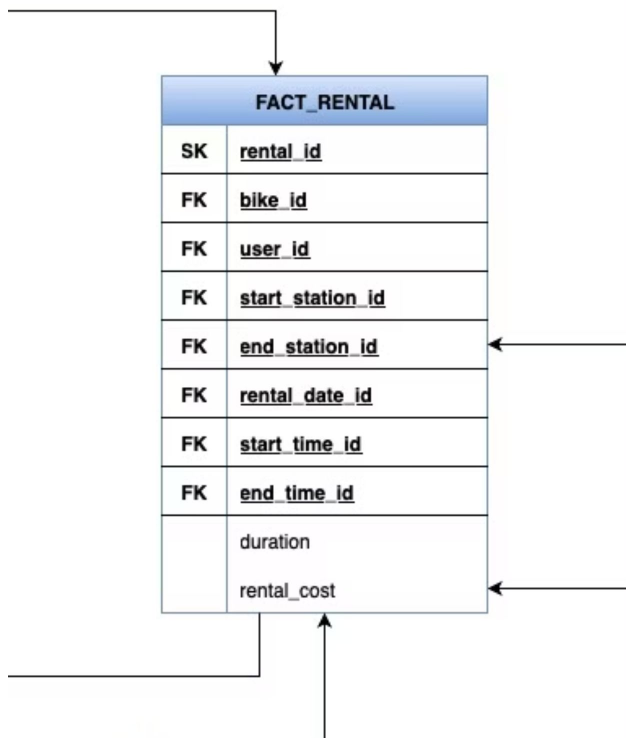 FACT_RENTAL
SK rental_id
FK bike_id
FK user_id
FK start_station_id
FK end_station_id
FK rental_date_id
FK start_time_id
FK end_time_id
duration
rental_cost